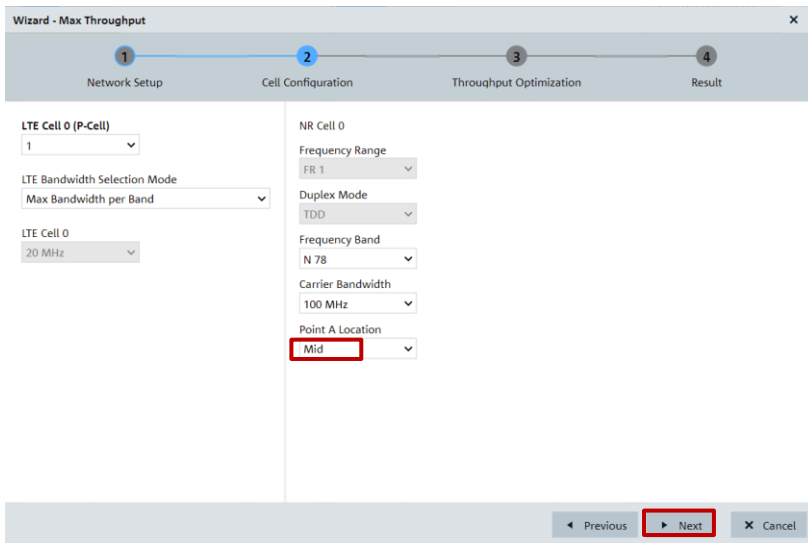 Wizard - Max Throughput
1 2 3 4
Network Setup Cell Configuration Throughput Optimization Result
LTE Cell 0 (P-Cell)
1
LTE Bandwidth Selection Mode
Max Bandwidth per Band
LTE Cell 0
20 MHz
NR Cell 0
Frequency Range
FR 1
Duplex Mode
TDD
Frequency Band
N 78
Carrier Bandwidth
100 MHz
Point A Location
Mid
Previous Next Cancel